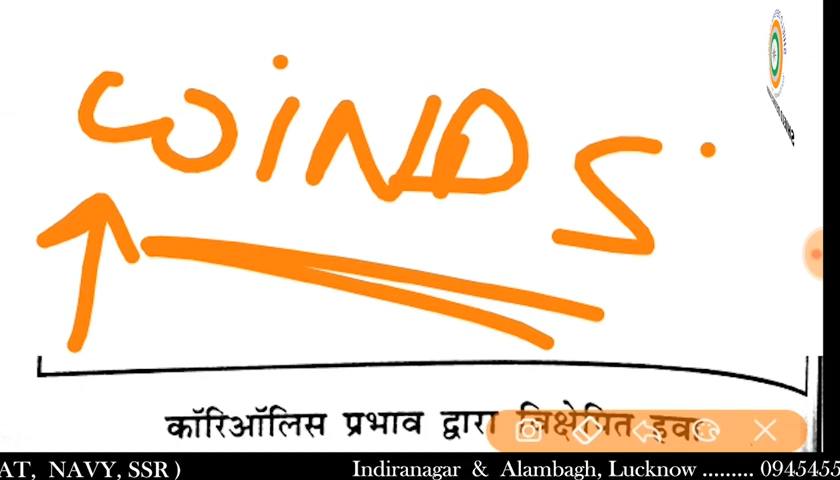 WiNDS
कॉरिऑलिस प्रभाव द्वारा विक्षेपित
AT, NAVY, SSR ) Indiranagar & Alambagh, Lucknow ......... 0945455